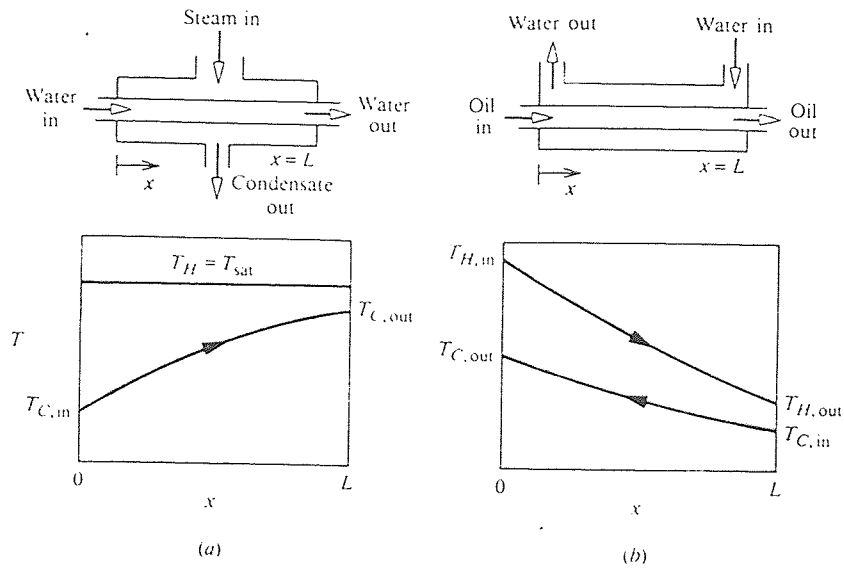 Steam in
Water in
Water out
x
x = L
Condensate out
T_H = T_sat
T_C, out
T
T_C, in
0
L
x
(a)
Water out
Water in
Oil in
Oil out
x
x = L
T_H, in
T_C, out
T_H, out
T_C, in
0
L
x
(b)